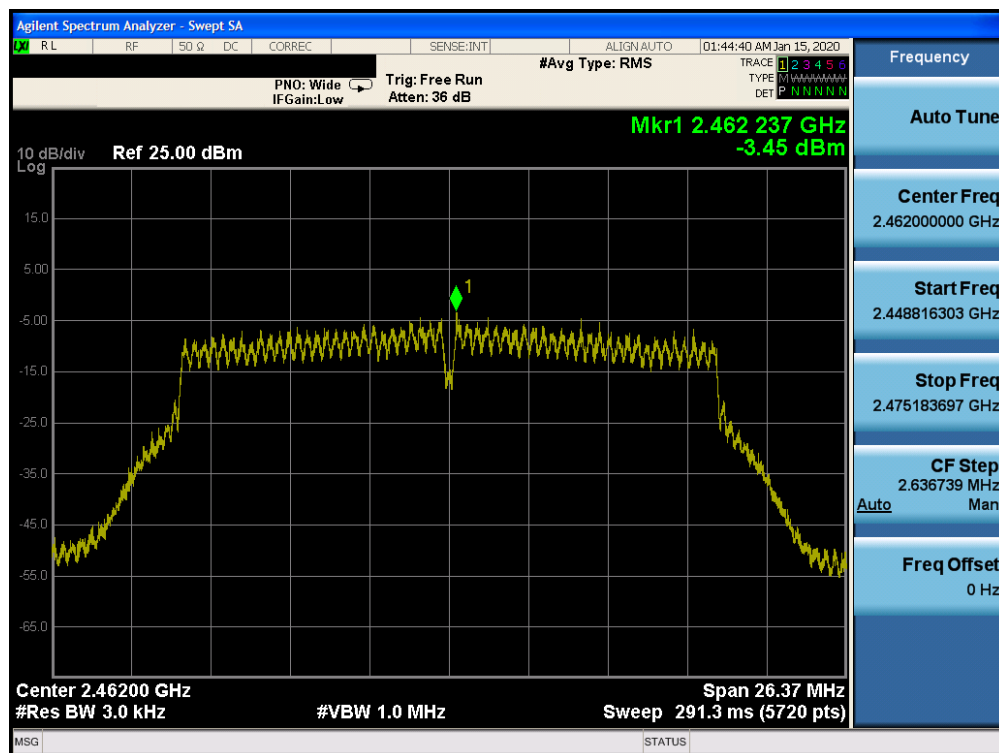 Agilent Spectrum Analyzer - Swept SA
LXI RL RF 50 Ω DC CORREC SENSE:INT ALIGNAUTO 01:44:40 AM Jan 15, 2020
PNO: Wide
IFGain:Low
Trig: Free Run
Atten: 36 dB
#Avg Type: RMS
TRACE 1 2 3 4 5 6
TYPE M WWWWW
DET P N N N N N
Mkr1 2.462 237 GHz
-3.45 dBm
10 dB/div Ref 25.00 dBm
Log
15.0
5.00
1
-5.00
-15.0
-25.0
-35.0
-45.0
-55.0
-65.0
Center 2.46200 GHz Span 26.37 MHz
#Res BW 3.0 kHz #VBW 1.0 MHz Sweep 291.3 ms (5720 pts)
MSG STATUS
Frequency
Auto Tune
Center Freq
2.462000000 GHz
Start Freq
2.448816303 GHz
Stop Freq
2.475183697 GHz
CF Step
2.636739 MHz
Auto Man
Freq Offset
0 Hz